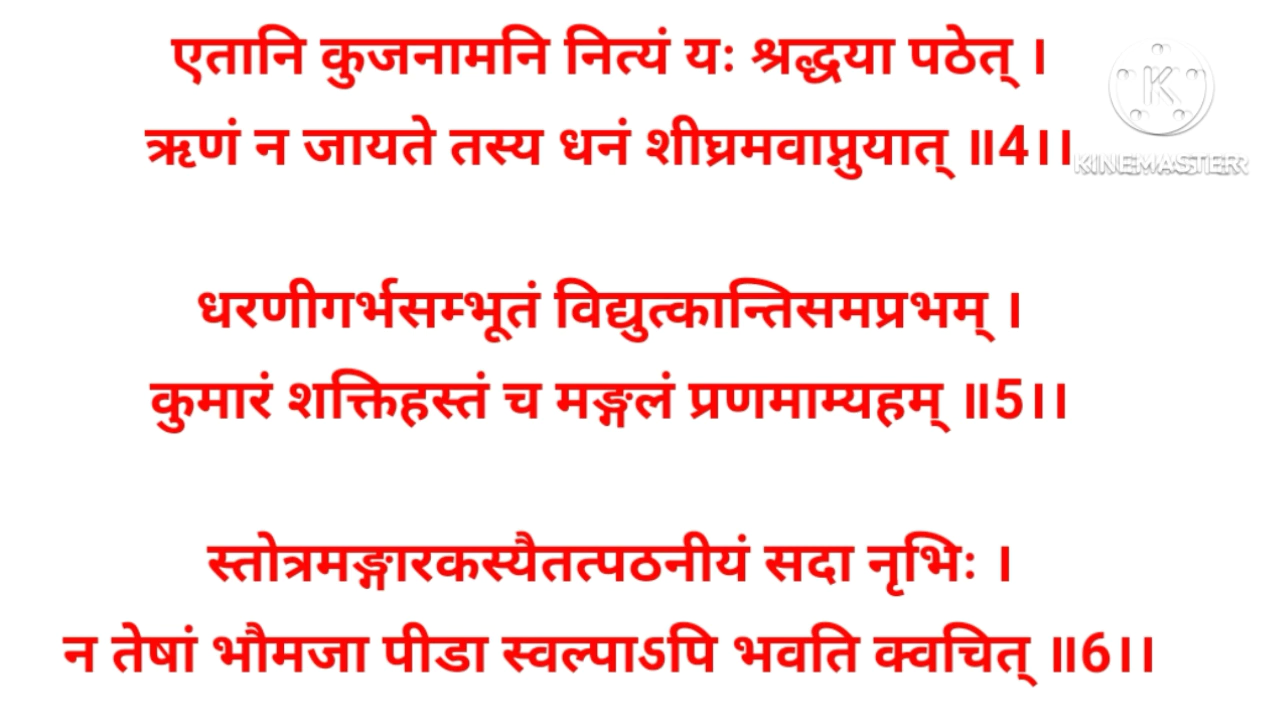 एतानि कुजनामनि नित्यं यः श्रद्धया पठेत् ।
ऋणं न जायते तस्य धनं शीघ्रमवाप्नुयात् ॥4।।
धरणीगर्भसम्भूतं विद्युत्कान्तिसमप्रभम् ।
कुमारं शक्तिहस्तं च मङ्गलं प्रणमाम्यहम् ॥5।।
स्तोत्रमङ्गारकस्यैतत्पठनीयं सदा नृभिः ।
न तेषां भौमजा पीडा स्वल्पाऽपि भवति क्वचित् ॥6।।
K
KINEMASTER